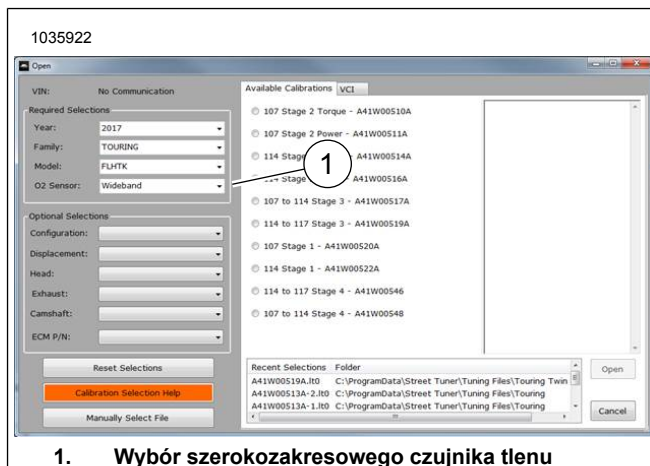 1035922
Open
VIN: No Communication
Required Selections
Year: 2017
Family: TOURING
Model: FLHTK
O2 Sensor: Wideband
Optional Selections
Configuration:
Displacement:
Head:
Exhaust:
Camshaft:
ECM P/N:
Reset Selections
Calibration Selection Help
Manually Select File
Available Calibrations VCI
107 Stage 2 Torque - A41W00510A
107 Stage 2 Power - A41W00511A
114 Stage - A41W00514A
Stage A41W00516A
107 to 114 Stage 3 - A41W00517A
114 to 117 Stage 3 - A41W00519A
107 Stage 1 - A41W00520A
114 Stage 1 - A41W00522A
114 to 117 Stage 4 - A41W00546
107 to 114 Stage 4 - A41W00548
1
Recent Selections Folder
A41W00519A.lt0 C:\ProgramData\Street Tuner\Tuning Files\Touring Twin
A41W00513A-2.lt0 C:\ProgramData\Street Tuner\Tuning Files\Touring
A41W00513A-1.lt0 C:\ProgramData\Street Tuner\Tuning Files\Touring
Open
Cancel
1. Wybór szerokozakresowego czujnika tlenu